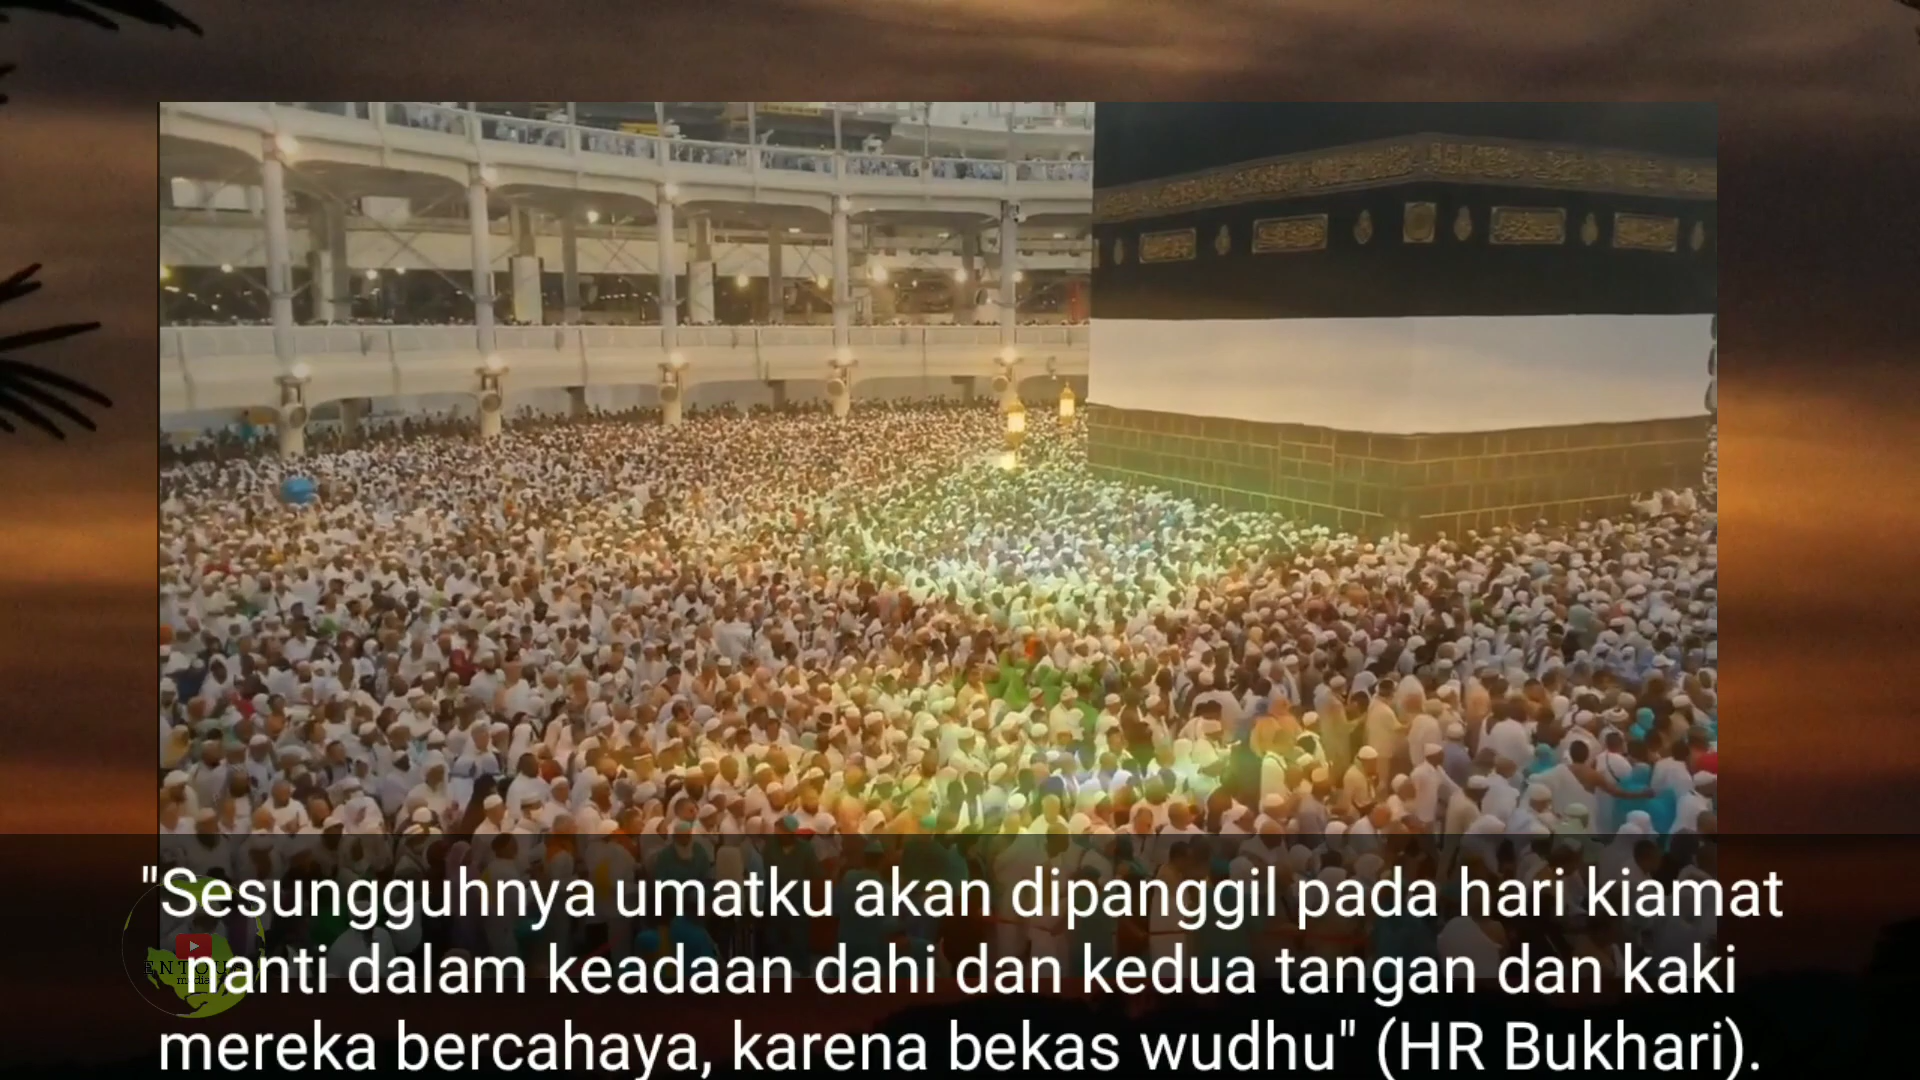 "Sesungguhnya umatku akan dipanggil pada hari kiamat
nanti dalam keadaan dahi dan kedua tangan dan kaki
mereka bercahaya, karena bekas wudhu" (HR Bukhari).
media